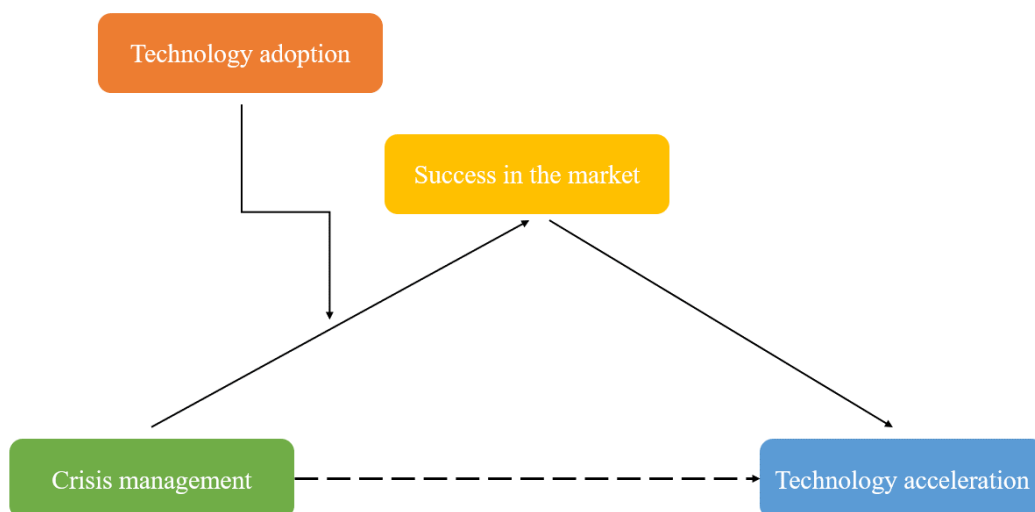 Technology adoption
Success in the market
Crisis management
Technology acceleration